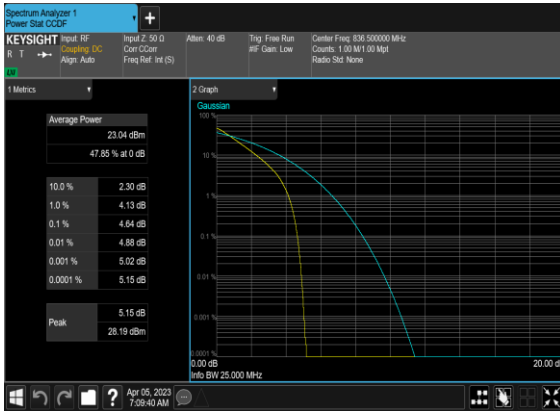 Spectrum Analyzer 1
Power Stat CCDF
+
KEYSIGHT
R T
LXI
Input: RF
Coupling: DC
Align: Auto
Input Z: 50 Ω
Corr CCorr
Freq Ref: Int (S)
Atten: 40 dB
Trig: Free Run
#IF Gain: Low
Center Freq: 836.500000 MHz
Counts: 1.00 M/1.00 Mpt
Radio Std: None
1 Metrics
Average Power
23.04 dBm
47.85 % at 0 dB
10.0 % 2.30 dB
1.0 % 4.13 dB
0.1 % 4.64 dB
0.01 % 4.88 dB
0.001 % 5.02 dB
0.0001 % 5.15 dB
Peak
5.15 dB
28.19 dBm
2 Graph
Gaussian
100 %
10 %
1 %
0.1 %
0.01 %
0.001 %
0.0001 %
0.00 dB
20.00 d
Info BW 25.000 MHz
?
Apr 05, 2023
7:09:40 AM